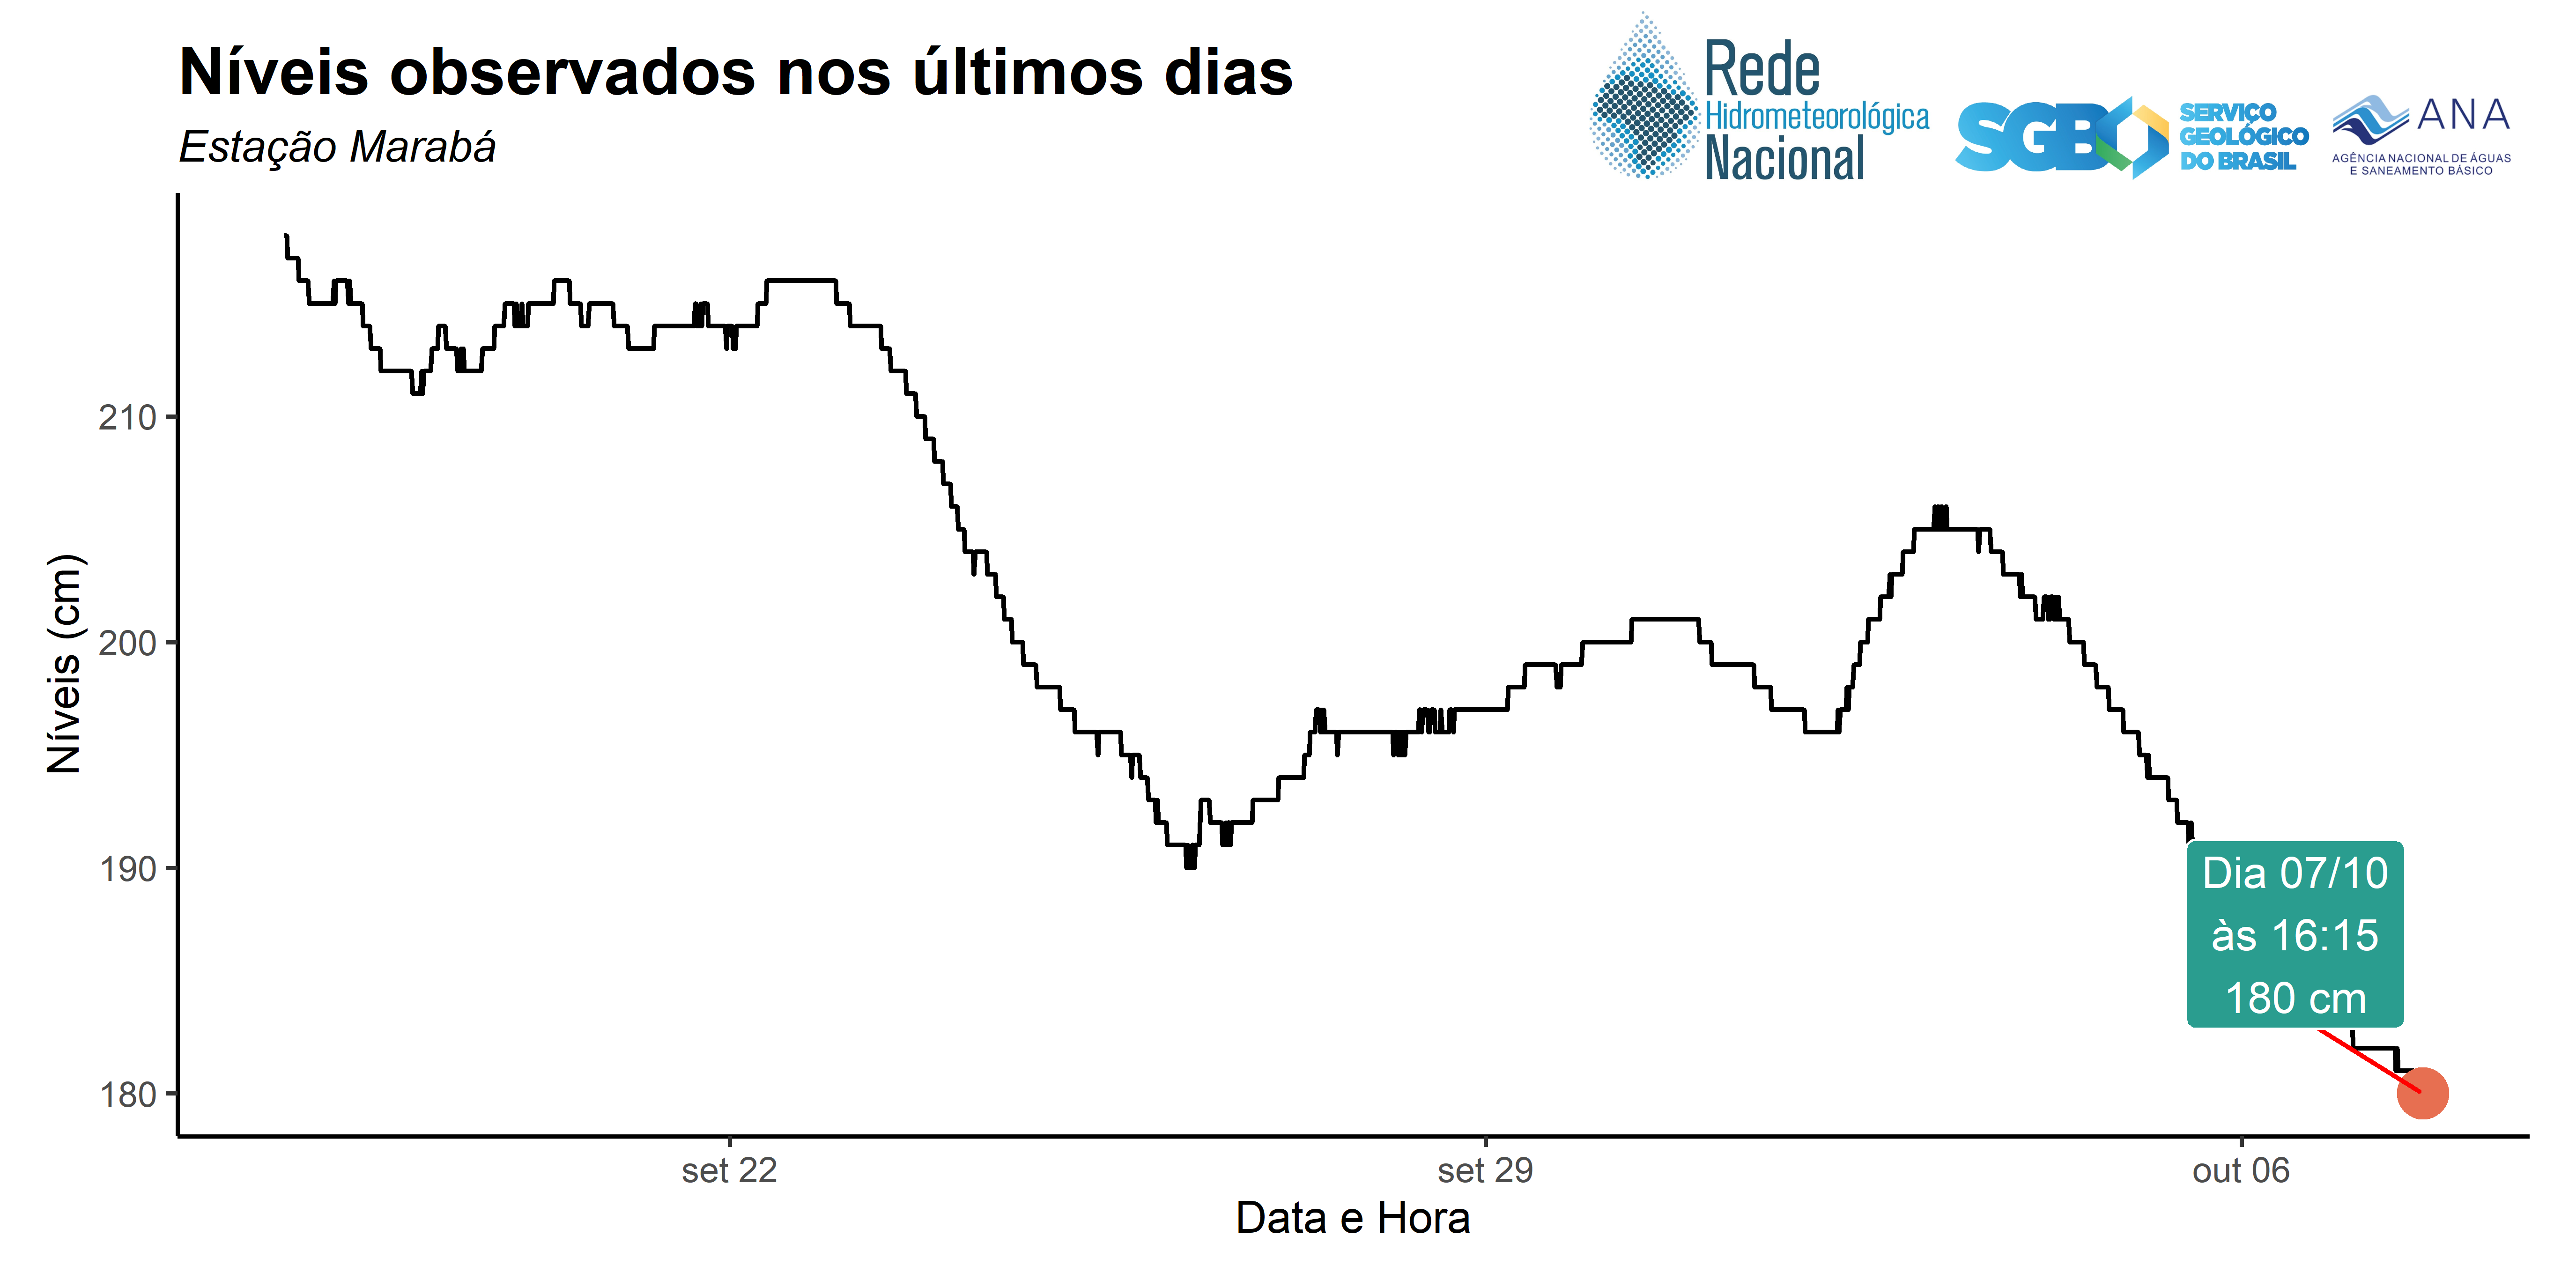 Níveis observados nos últimos dias
Estação Marabá
Rede
Hidrometeorológica
Nacional
SGB
SERVIÇO
GEOLÓGICO
DO BRASIL
ANA
AGÊNCIA NACIONAL DE ÁGUAS
E SANEAMENTO BÁSICO
Níveis (cm)
210
200
190
180
Dia 07/10
às 16:15
180 cm
set 22
set 29
out 06
Data e Hora